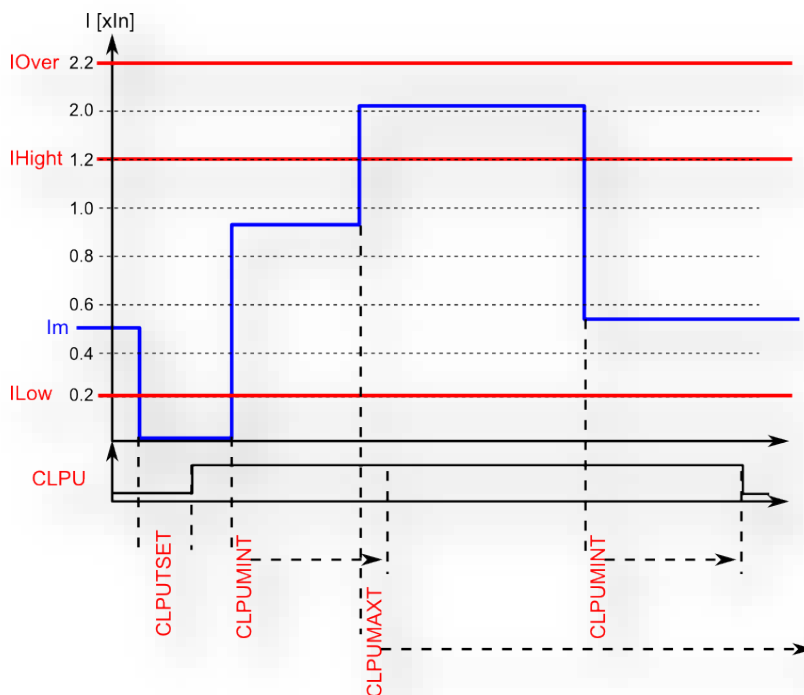 I [xIn]
IOver 2.2
2.0
IHight 1.2
1.0
0.8
0.6
Im
0.4
ILow 0.2
CLPU
CLPUTSET
CLPUMINT
CLPUMAXT
CLPUMINT